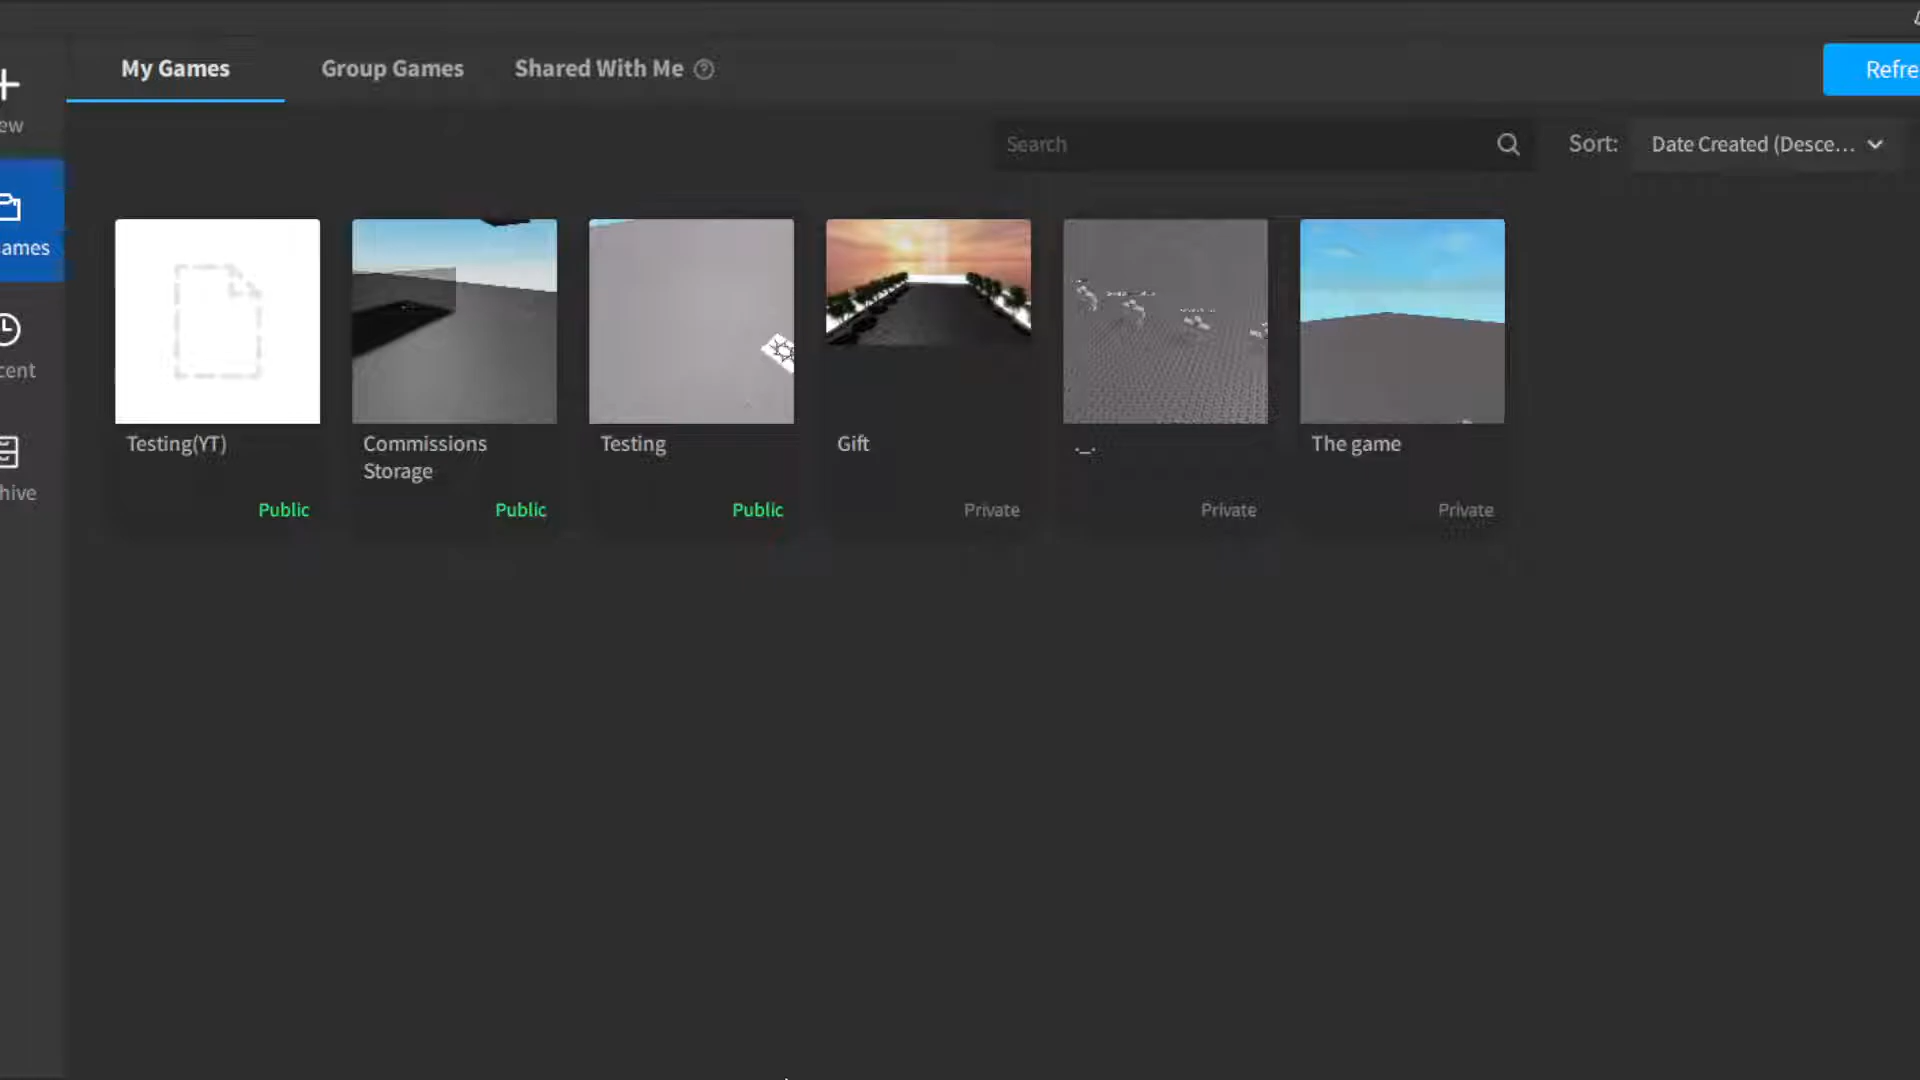 My Games
Group Games
Shared With Me
Refre
ew
Search
Sort:
Date Created (Desce...
ames
cent
hive
Testing(YT)
Public
Commissions
Storage
Public
Testing
Public
Gift
Private
._.
Private
The game
Private